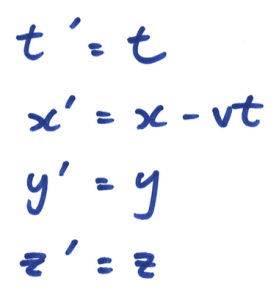 t' = t
x' = x - vt
y' = y
z' = z